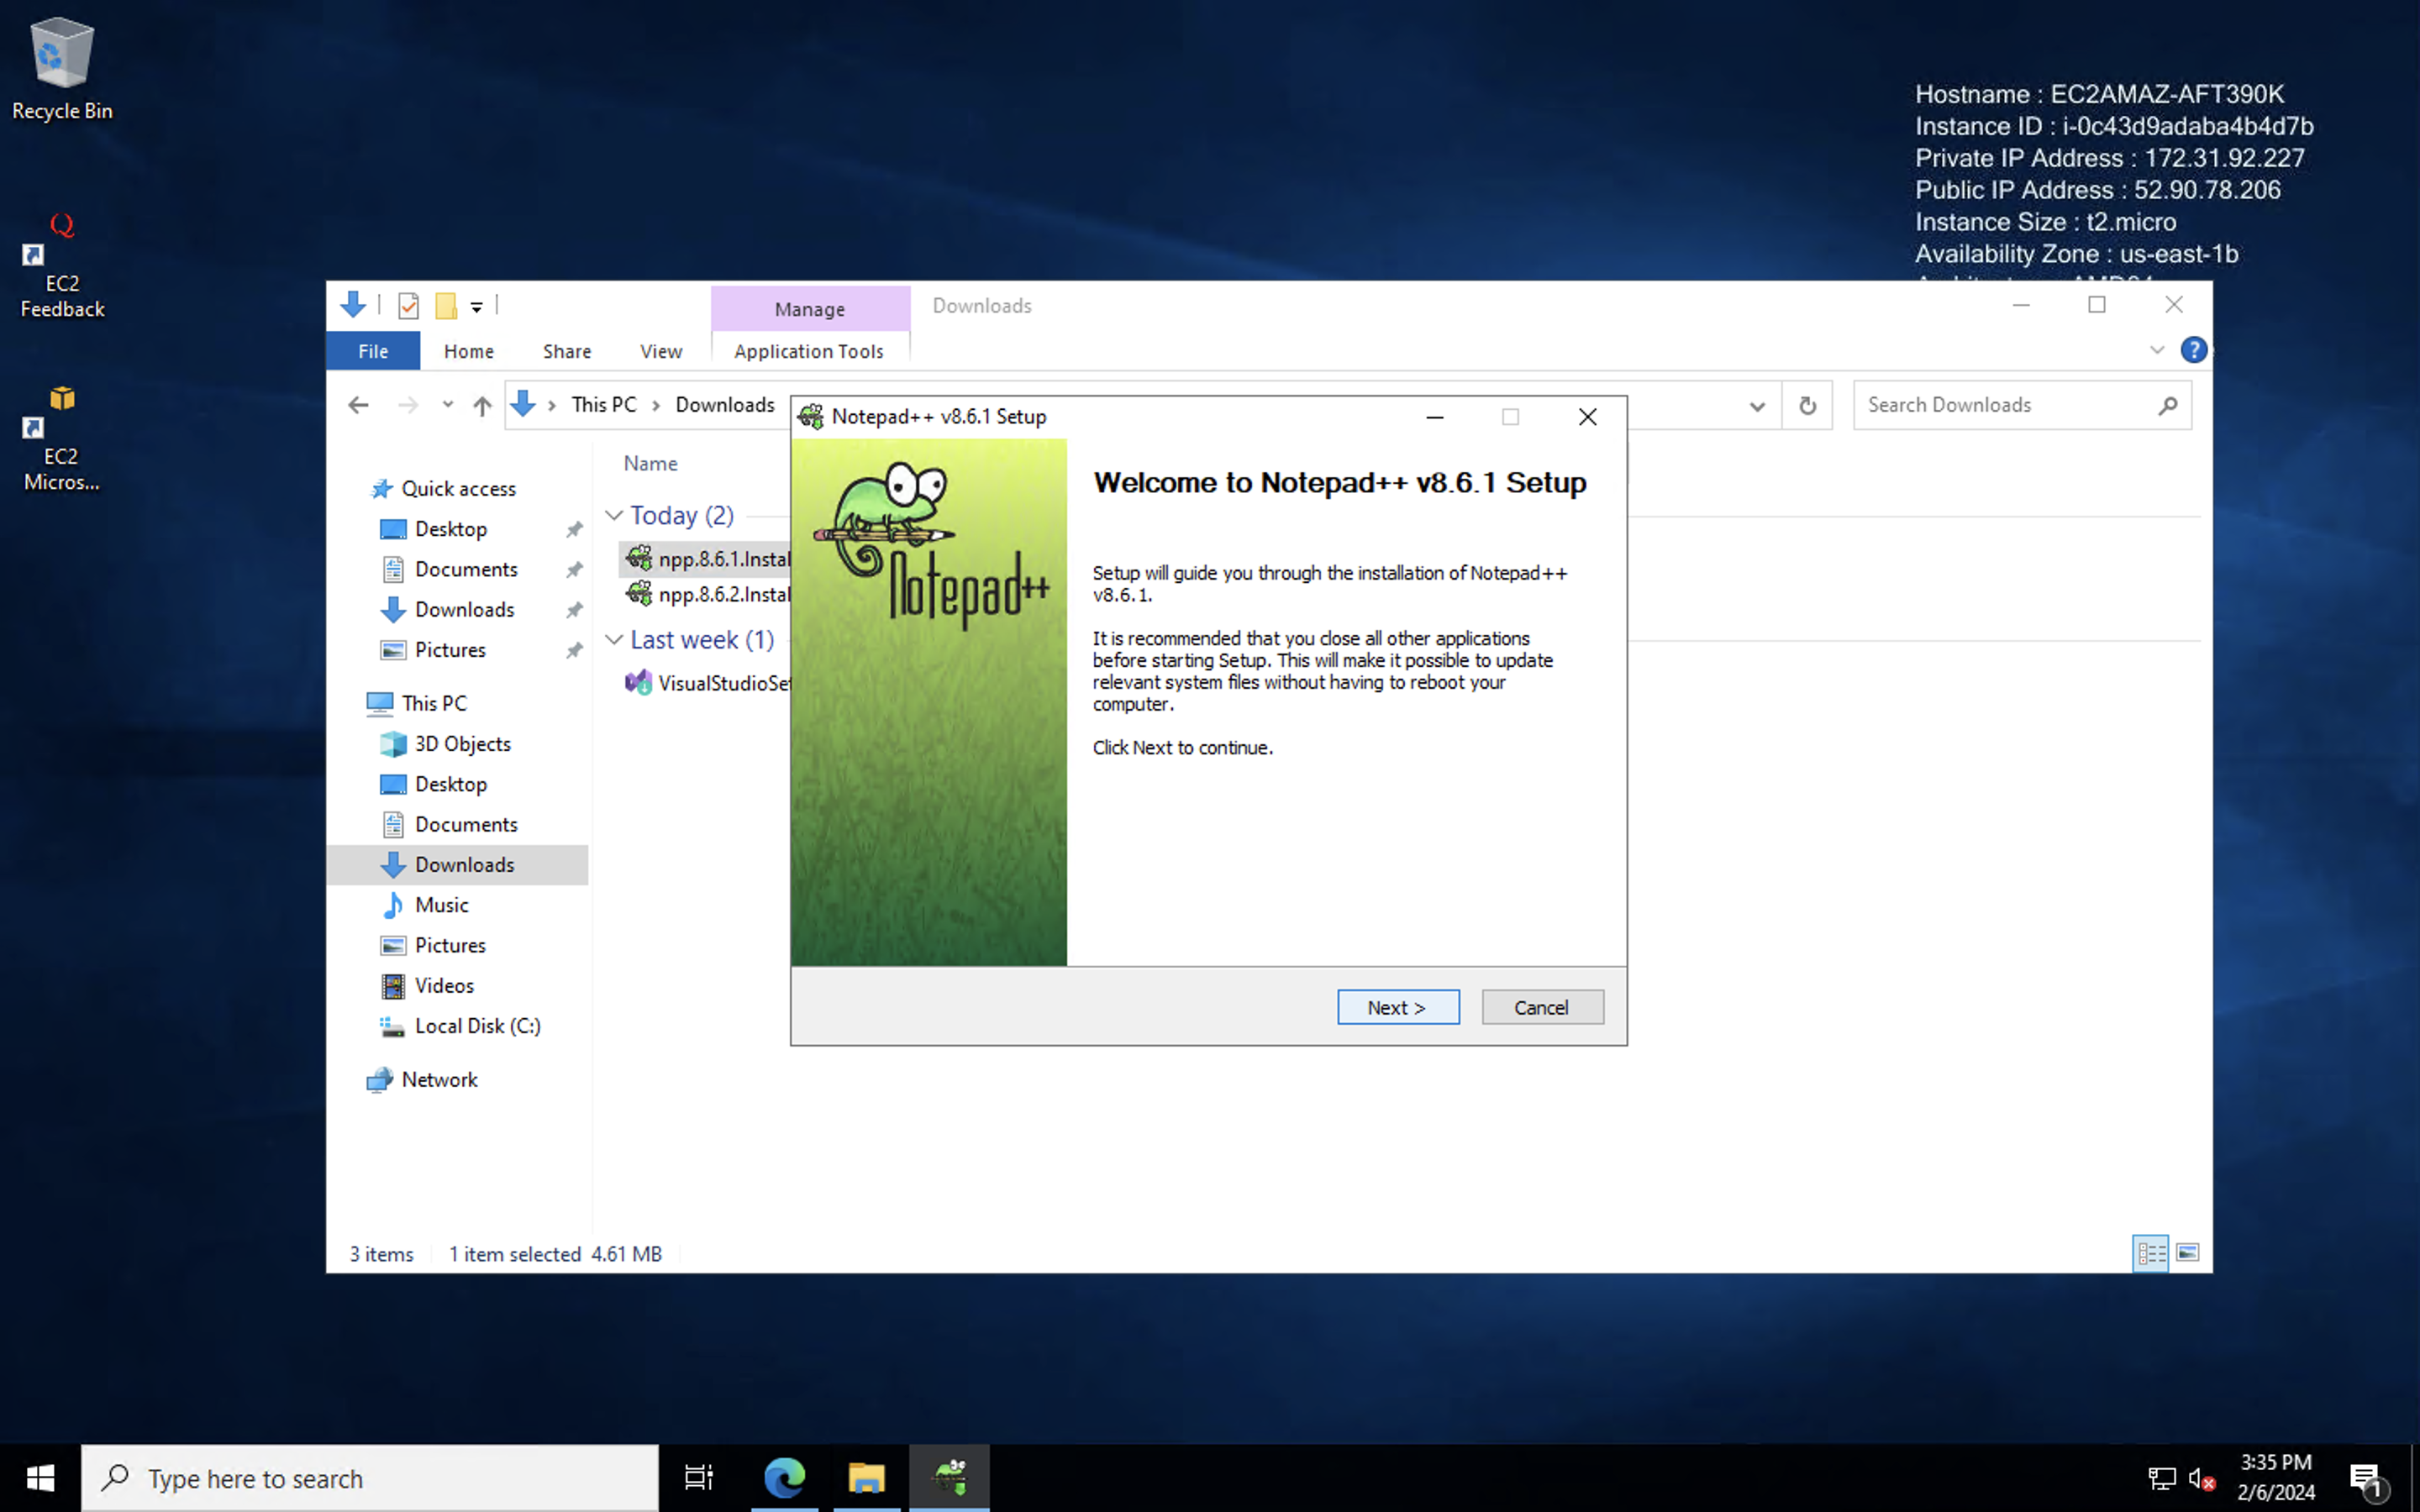 Recycle Bin
EC2
Feedback
EC2
Micros...
Hostname : EC2AMAZ-AFT390K
Instance ID : i-0c43d9adaba4b4d7b
Private IP Address : 172.31.92.227
Public IP Address : 52.90.78.206
Instance Size : t2.micro
Availability Zone : us-east-1b
Manage
Downloads
File
Home
Share
View
Application Tools
This PC
Downloads
Search Downloads
Quick access
Desktop
Documents
Downloads
Pictures
This PC
3D Objects
Desktop
Documents
Downloads
Music
Pictures
Videos
Local Disk (C:)
Network
Name
Today (2)
npp.8.6.1.Instal
npp.8.6.2.Instal
Last week (1)
VisualStudioSet
Notepad++ v8.6.1 Setup
Notepad++
Welcome to Notepad++ v8.6.1 Setup
Setup will guide you through the installation of Notepad++
v8.6.1.
It is recommended that you close all other applications
before starting Setup. This will make it possible to update
relevant system files without having to reboot your
computer.
Click Next to continue.
Next >
Cancel
3 items
1 item selected 4.61 MB
Type here to search
3:35 PM
2/6/2024
1